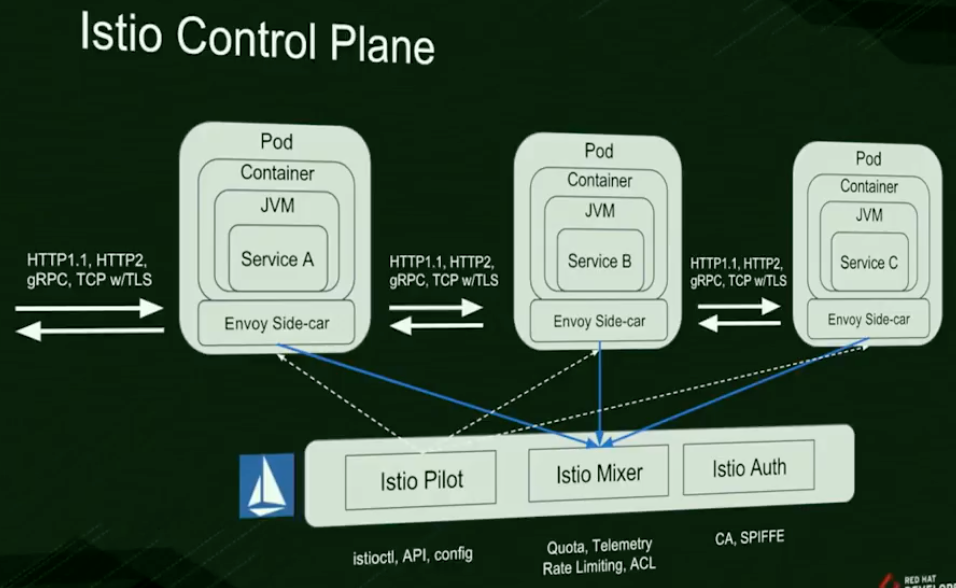 Istio Control Plane
Pod
Container
JVM
Service A
Envoy Side-car
Pod
Container
JVM
Service B
Envoy Side-car
Pod
Container
JVM
Service C
Envoy Side-car
HTTP1.1, HTTP2,
gRPC, TCP w/TLS
HTTP1.1, HTTP2,
gRPC, TCP w/TLS
HTTP1.1, HTTP2,
gRPC, TCP w/TLS
Istio Pilot
Istio Mixer
Istio Auth
istioctl, API, config
Quota, Telemetry
Rate Limiting, ACL
CA, SPIFFE
RED HAT